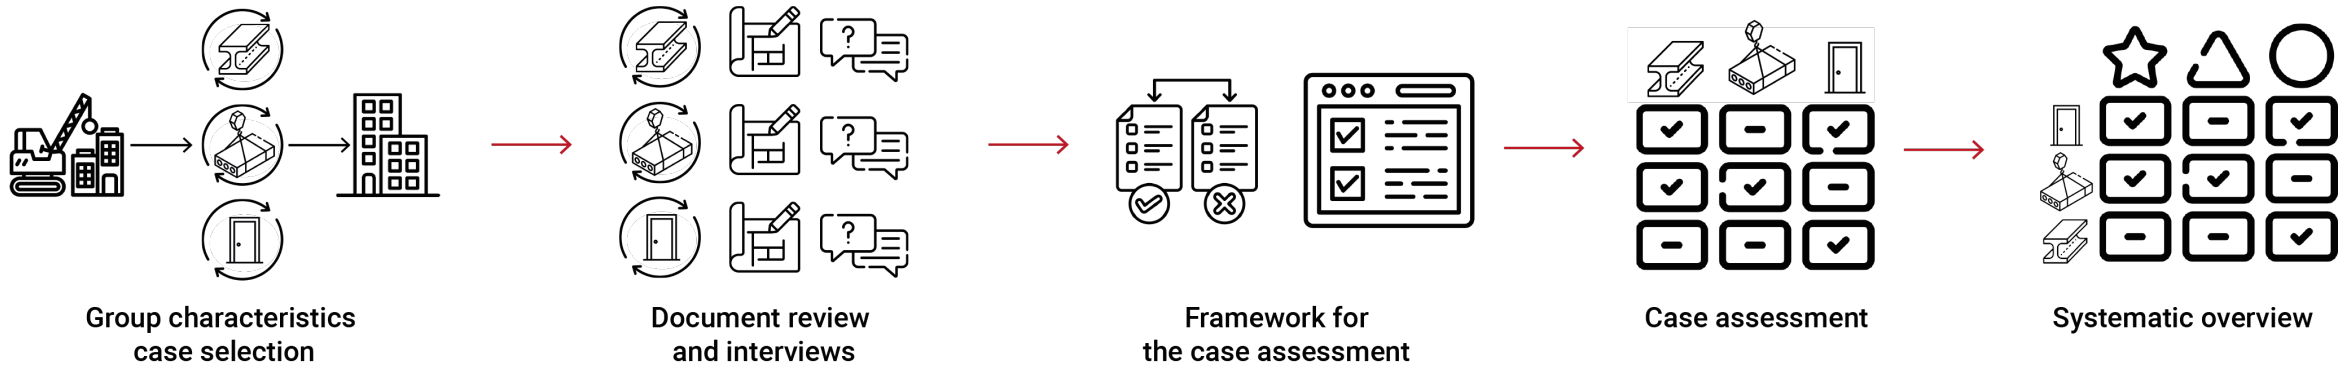 ?
?
?
Group characteristics
case selection
Document review
and interviews
Framework for
the case assessment
Case assessment
Systematic overview